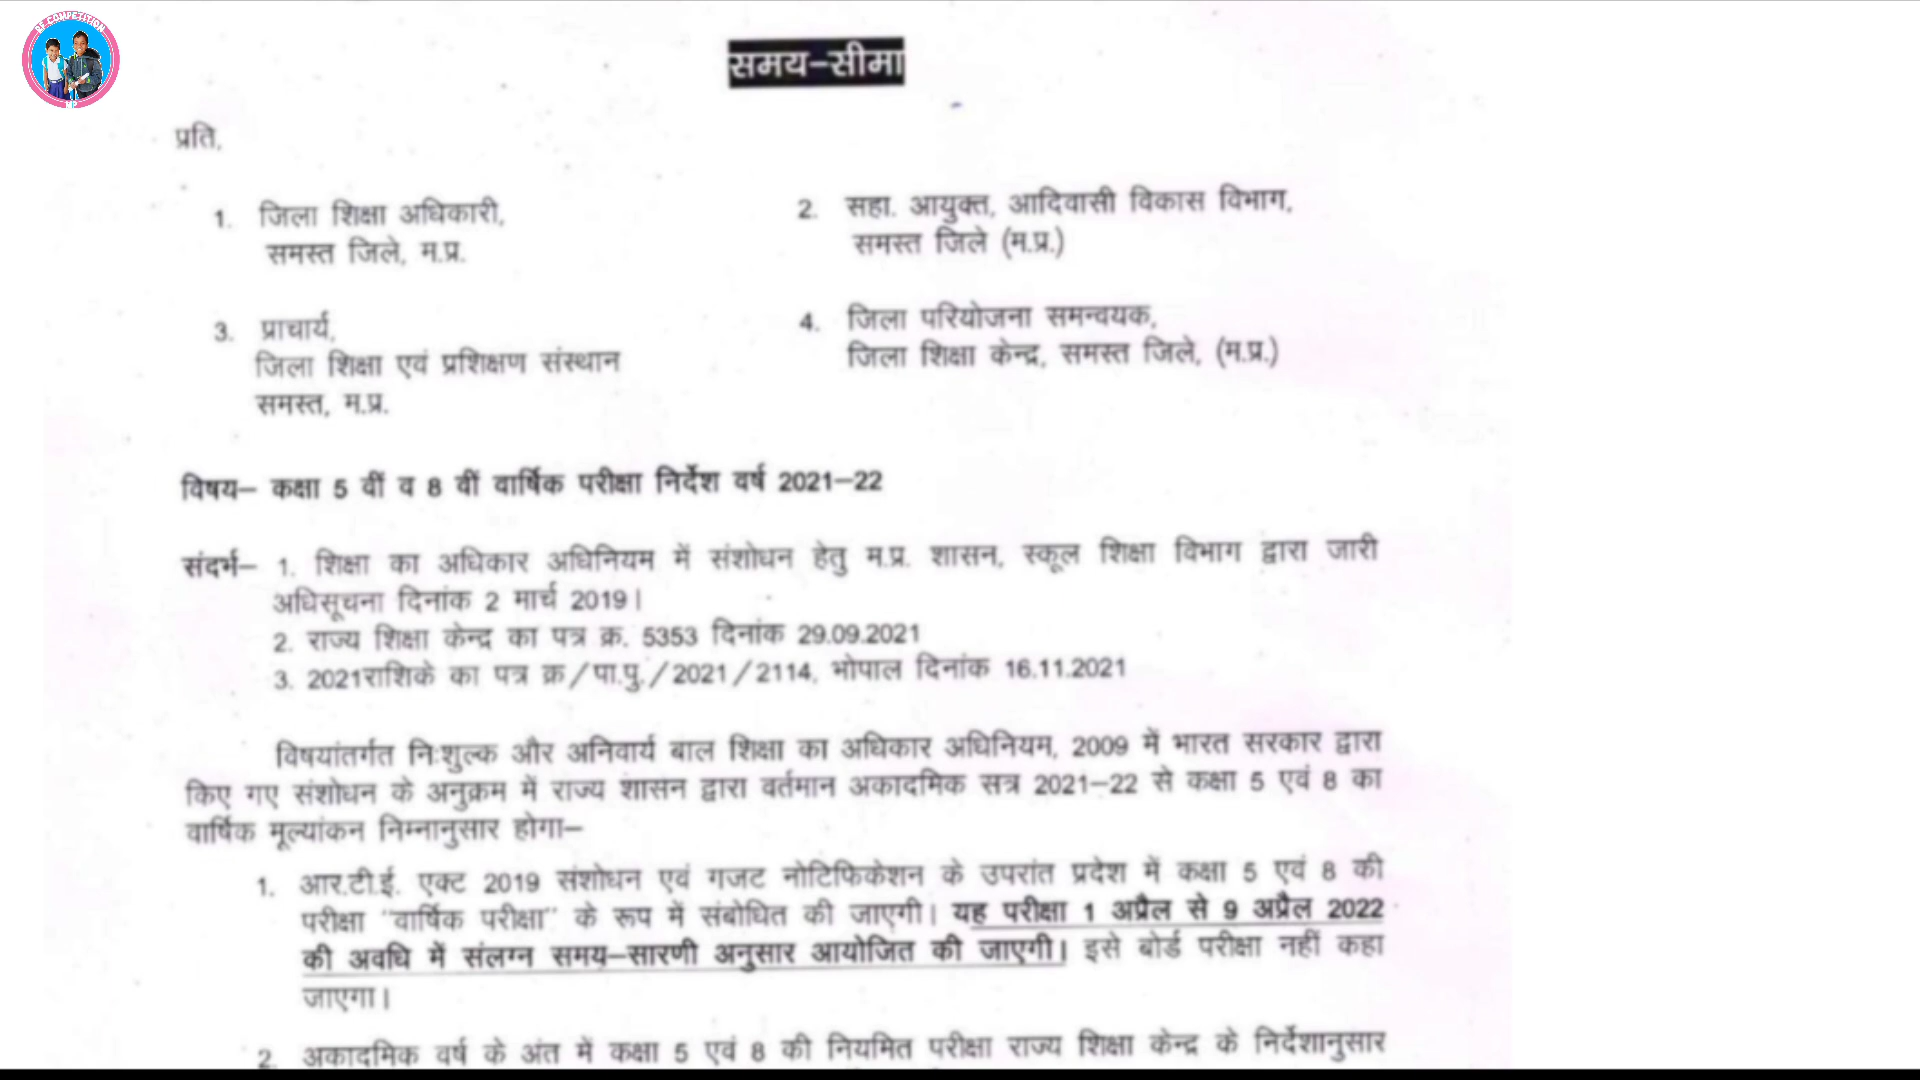 RF COMPETITION
समय–सीमा
प्रति,
1. जिला शिक्षा अधिकारी,
समस्त जिले, म.प्र.
2. सहा. आयुक्त, आदिवासी विकास विभाग,
समस्त जिले (म.प्र.)
3. प्राचार्य,
जिला शिक्षा एवं प्रशिक्षण संस्थान
समस्त, म.प्र.
4. जिला परियोजना समन्वयक,
जिला शिक्षा केन्द्र, समस्त जिले, (म.प्र.)
विषय– कक्षा 5 वीं व 8 वीं वार्षिक परीक्षा निर्देश वर्ष 2021–22
संदर्भ– 1. शिक्षा का अधिकार अधिनियम में संशोधन हेतु म.प्र. शासन, स्कूल शिक्षा विभाग द्वारा जारी
अधिसूचना दिनांक 2 मार्च 2019।
2. राज्य शिक्षा केन्द्र का पत्र क्र. 5353 दिनांक 29.09.2021
3. 2021राशिके का पत्र क्र/पा.पु./2021/2114, भोपाल दिनांक 16.11.2021
विषयांतर्गत निःशुल्क और अनिवार्य बाल शिक्षा का अधिकार अधिनियम, 2009 में भारत सरकार द्वारा
किए गए संशोधन के अनुक्रम में राज्य शासन द्वारा वर्तमान अकादमिक सत्र 2021–22 से कक्षा 5 एवं 8 का
वार्षिक मूल्यांकन निम्नानुसार होगा–
1. आर.टी.ई. एक्ट 2019 संशोधन एवं गजट नोटिफिकेशन के उपरांत प्रदेश में कक्षा 5 एवं 8 की
परीक्षा "वार्षिक परीक्षा" के रूप में संबोधित की जाएगी। यह परीक्षा 1 अप्रैल से 9 अप्रैल 2022
की अवधि में संलग्न समय–सारणी अनुसार आयोजित की जाएगी। इसे बोर्ड परीक्षा नहीं कहा
जाएगा।
2. अकादमिक वर्ष के अंत में कक्षा 5 एवं 8 की नियमित परीक्षा राज्य शिक्षा केन्द्र के निर्देशानुसार